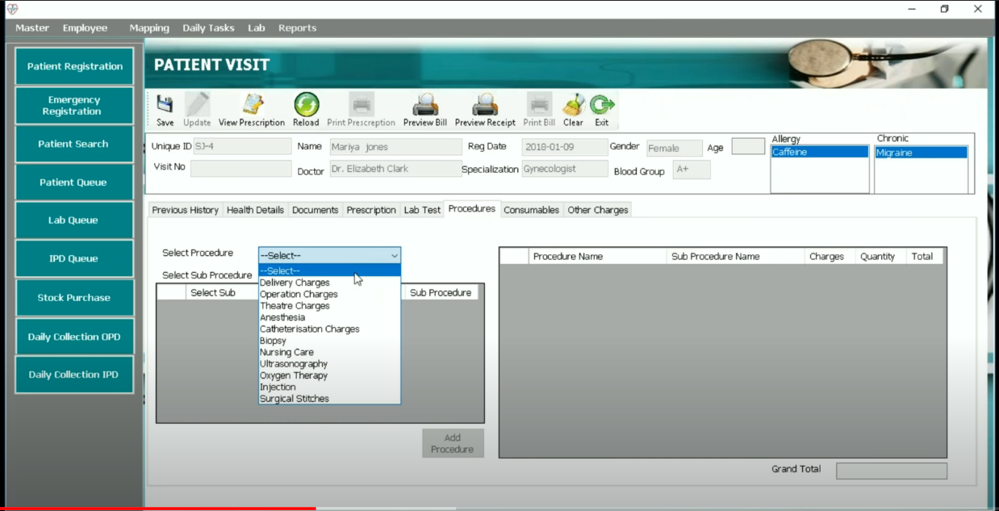 Master Employee Mapping Daily Tasks Lab Reports
Patient Registration
Emergency
Registration
Patient Search
Patient Queue
Lab Queue
IPD Queue
Stock Purchase
Daily Collection OPD
Daily Collection IPD
PATIENT VISIT
Save Update View Prescription Reload Print Prescreption Preview Bill Preview Receipt Print Bill Clear Exit
Unique ID SJ-4 Name Mariya jones Reg Date 2018-01-09 Gender Female Age
Visit No Doctor Dr. Elizabeth Clark Specialization Gynecologist Blood Group A+
Allergy Chronic
Caffeine Migraine
Previous History Health Details Documents Prescription Lab Test Procedures Consumables Other Charges
Select Procedure --Select--
Select Sub Procedure
Select Sub Sub Procedure
--Select--
Delivery Charges
Operation Charges
Theatre Charges
Anesthesia
Catheterisation Charges
Biopsy
Nursing Care
Ultrasonography
Oxygen Therapy
Injection
Surgical Stitches
Add
Procedure
Procedure Name Sub Procedure Name Charges Quantity Total
Grand Total